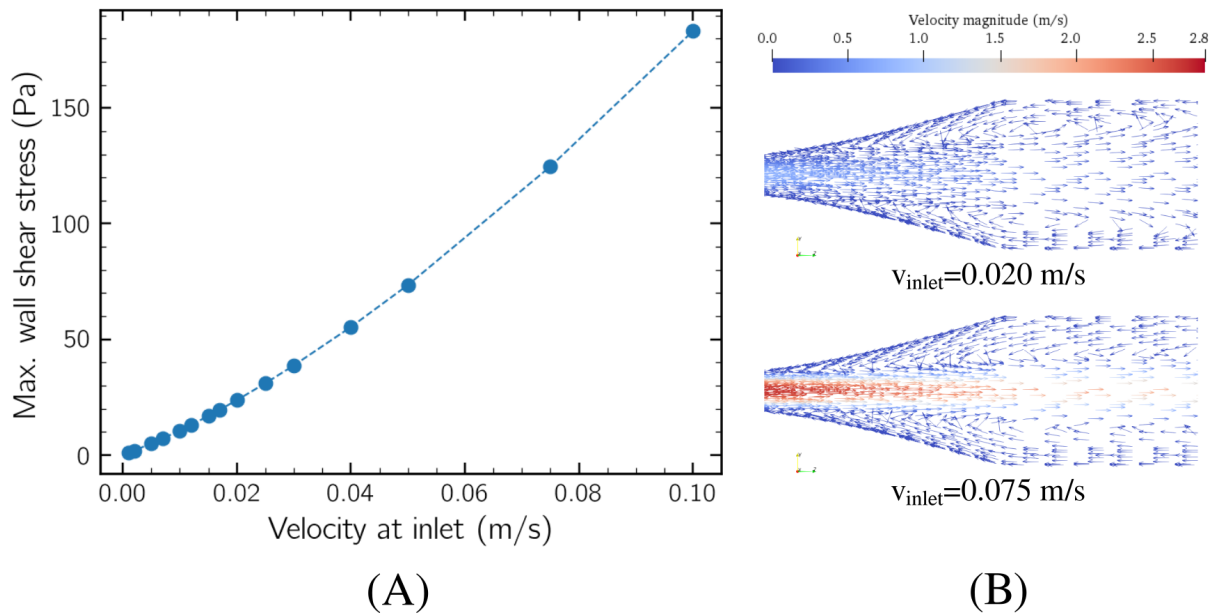 Max. wall shear stress (Pa)
150
100
50
0
0.00 0.02 0.04 0.06 0.08 0.10
Velocity at inlet (m/s)
(A)
Velocity magnitude (m/s)
0.0 0.5 1.0 1.5 2.0 2.5 2.8
v_inlet=0.020 m/s
v_inlet=0.075 m/s
(B)